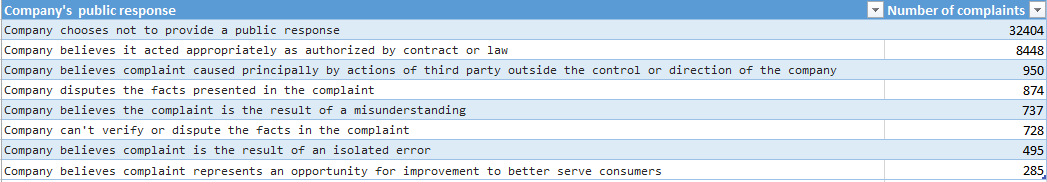 Company's public response Number of complaints
Company chooses not to provide a public response 32404
Company believes it acted appropriately as authorized by contract or law 8448
Company believes complaint caused principally by actions of third party outside the control or direction of the company 950
Company disputes the facts presented in the complaint 874
Company believes the complaint is the result of a misunderstanding 737
Company can't verify or dispute the facts in the complaint 728
Company believes complaint is the result of an isolated error 495
Company believes complaint represents an opportunity for improvement to better serve consumers 285